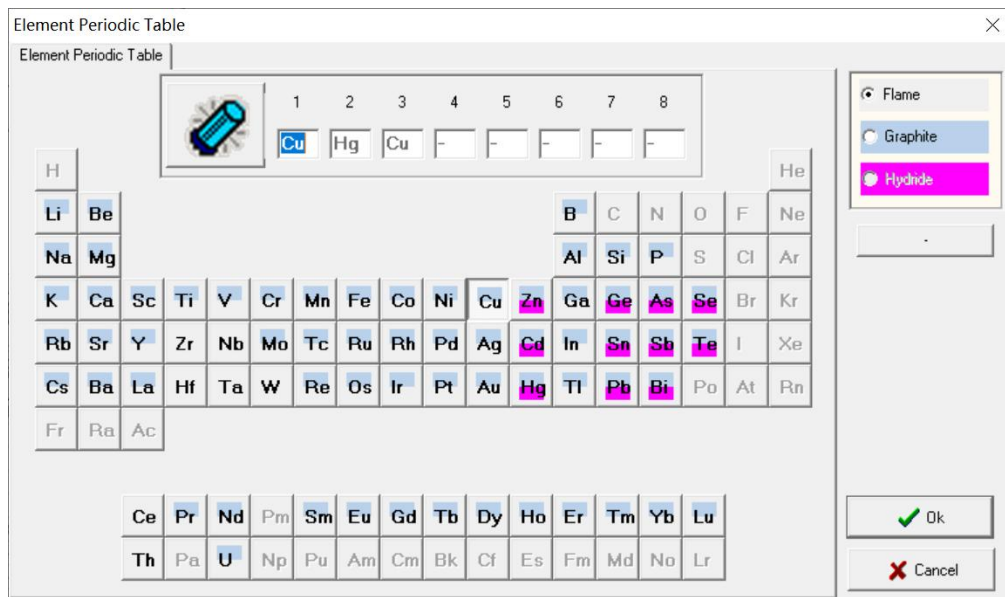 Element Periodic Table
Element Periodic Table
1 2 3 4 5 6 7 8
Cu Hg Cu - - - - -
Flame
Graphite
Hydride
-
H He
Li Be B C N O F Ne
Na Mg Al Si P S Cl Ar
K Ca Sc Ti V Cr Mn Fe Co Ni Cu Zn Ga Ge As Se Br Kr
Rb Sr Y Zr Nb Mo Tc Ru Rh Pd Ag Cd In Sn Sb Te I Xe
Cs Ba La Hf Ta W Re Os Ir Pt Au Hg Tl Pb Bi Po At Rn
Fr Ra Ac
Ce Pr Nd Pm Sm Eu Gd Tb Dy Ho Er Tm Yb Lu
Th Pa U Np Pu Am Cm Bk Cf Es Fm Md No Lr
Ok
Cancel